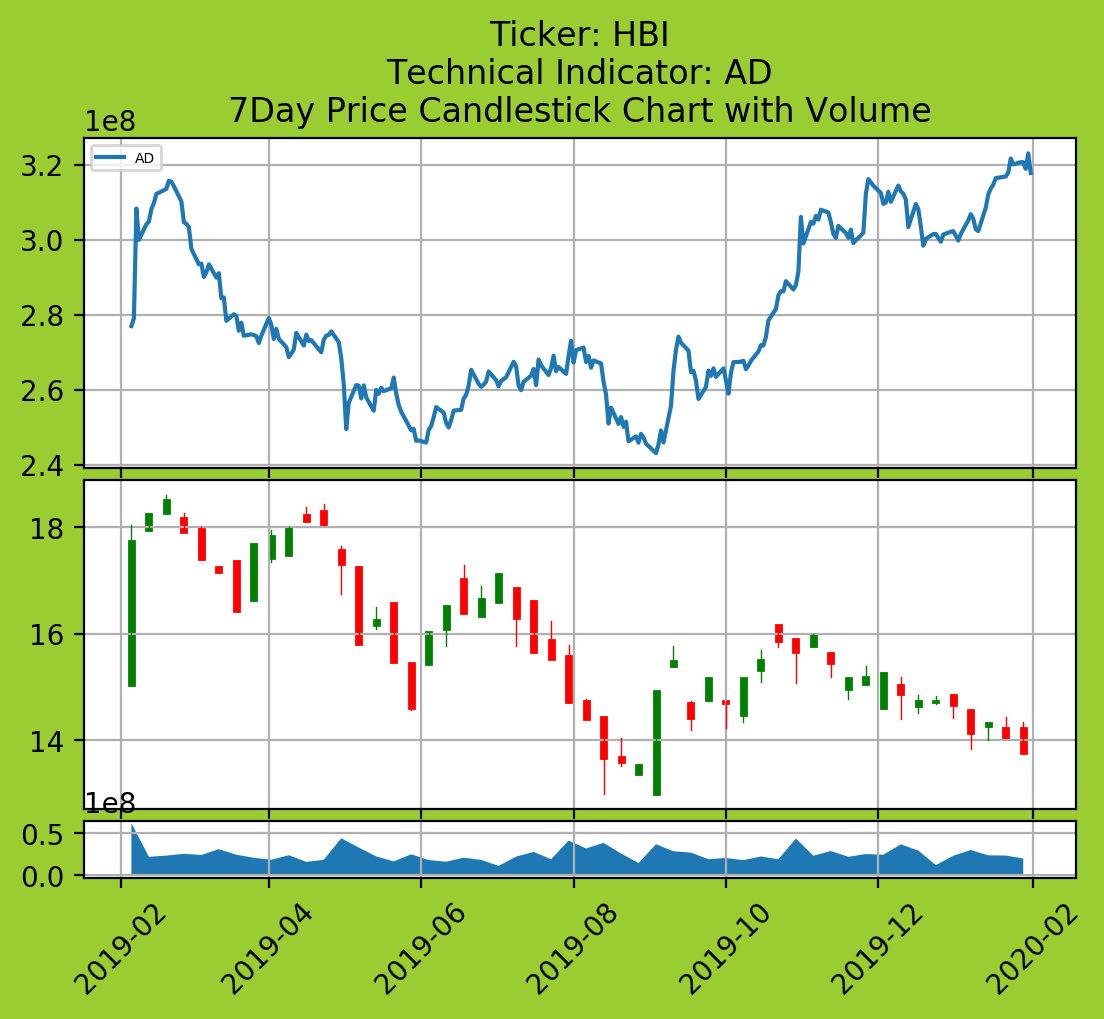 Ticker: HBI
Technical Indicator: AD
7Day Price Candlestick Chart with Volume
1e8
AD
3.2
3.0
2.8
2.6
2.4
18
16
14
1e8
0.5
0.0
2019-02
2019-04
2019-06
2019-08
2019-10
2019-12
2020-02